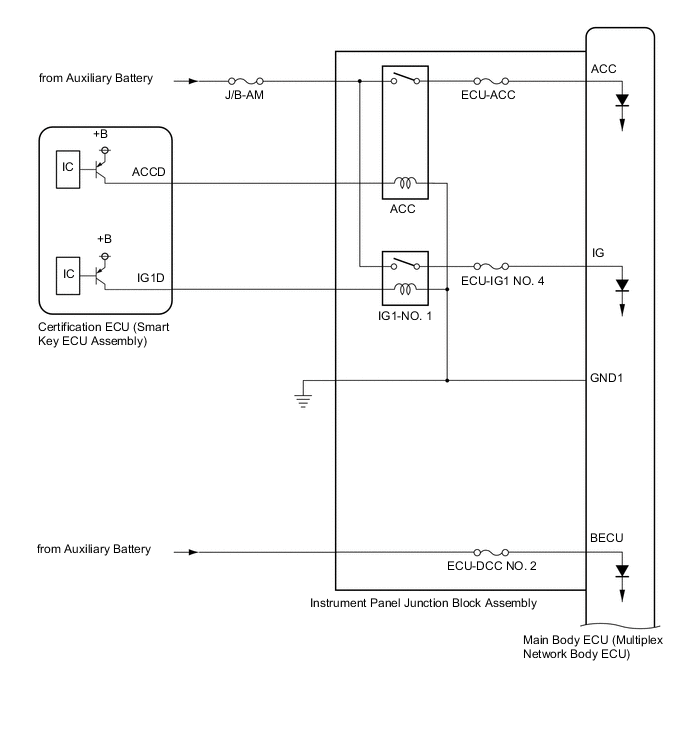 from Auxiliary Battery
J/B-AM
ECU-ACC
ACC
+B
IC
ACCD
ACC
+B
IC
IG1D
IG
ECU-IG1 NO. 4
IG1-NO. 1
Certification ECU (Smart
Key ECU Assembly)
GND1
from Auxiliary Battery
BECU
ECU-DCC NO. 2
Instrument Panel Junction Block Assembly
Main Body ECU (Multiplex
Network Body ECU)